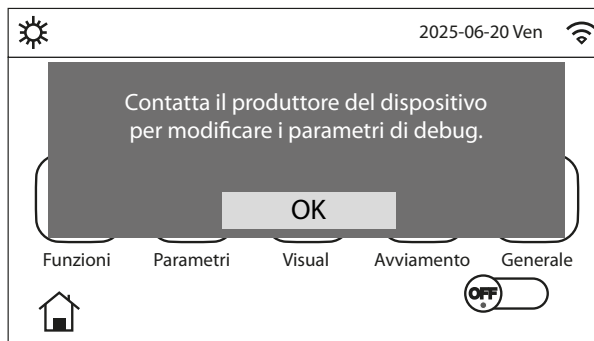 2025-06-20 Ven
Contatta il produttore del dispositivo
per modificare i parametri di debug.
OK
Funzioni Parametri Visual Avviamento Generale
OFF